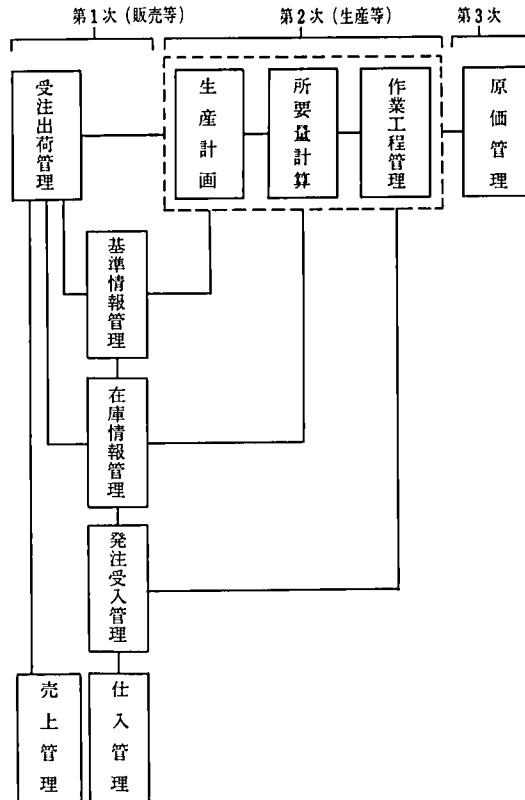 第1次(販売等)
第2次(生産等)
第3次
受注出荷管理
生産計画
所要量計算
作業工程管理
原価管理
基準情報管理
在庫情報管理
発注受入管理
売上管理
仕入管理